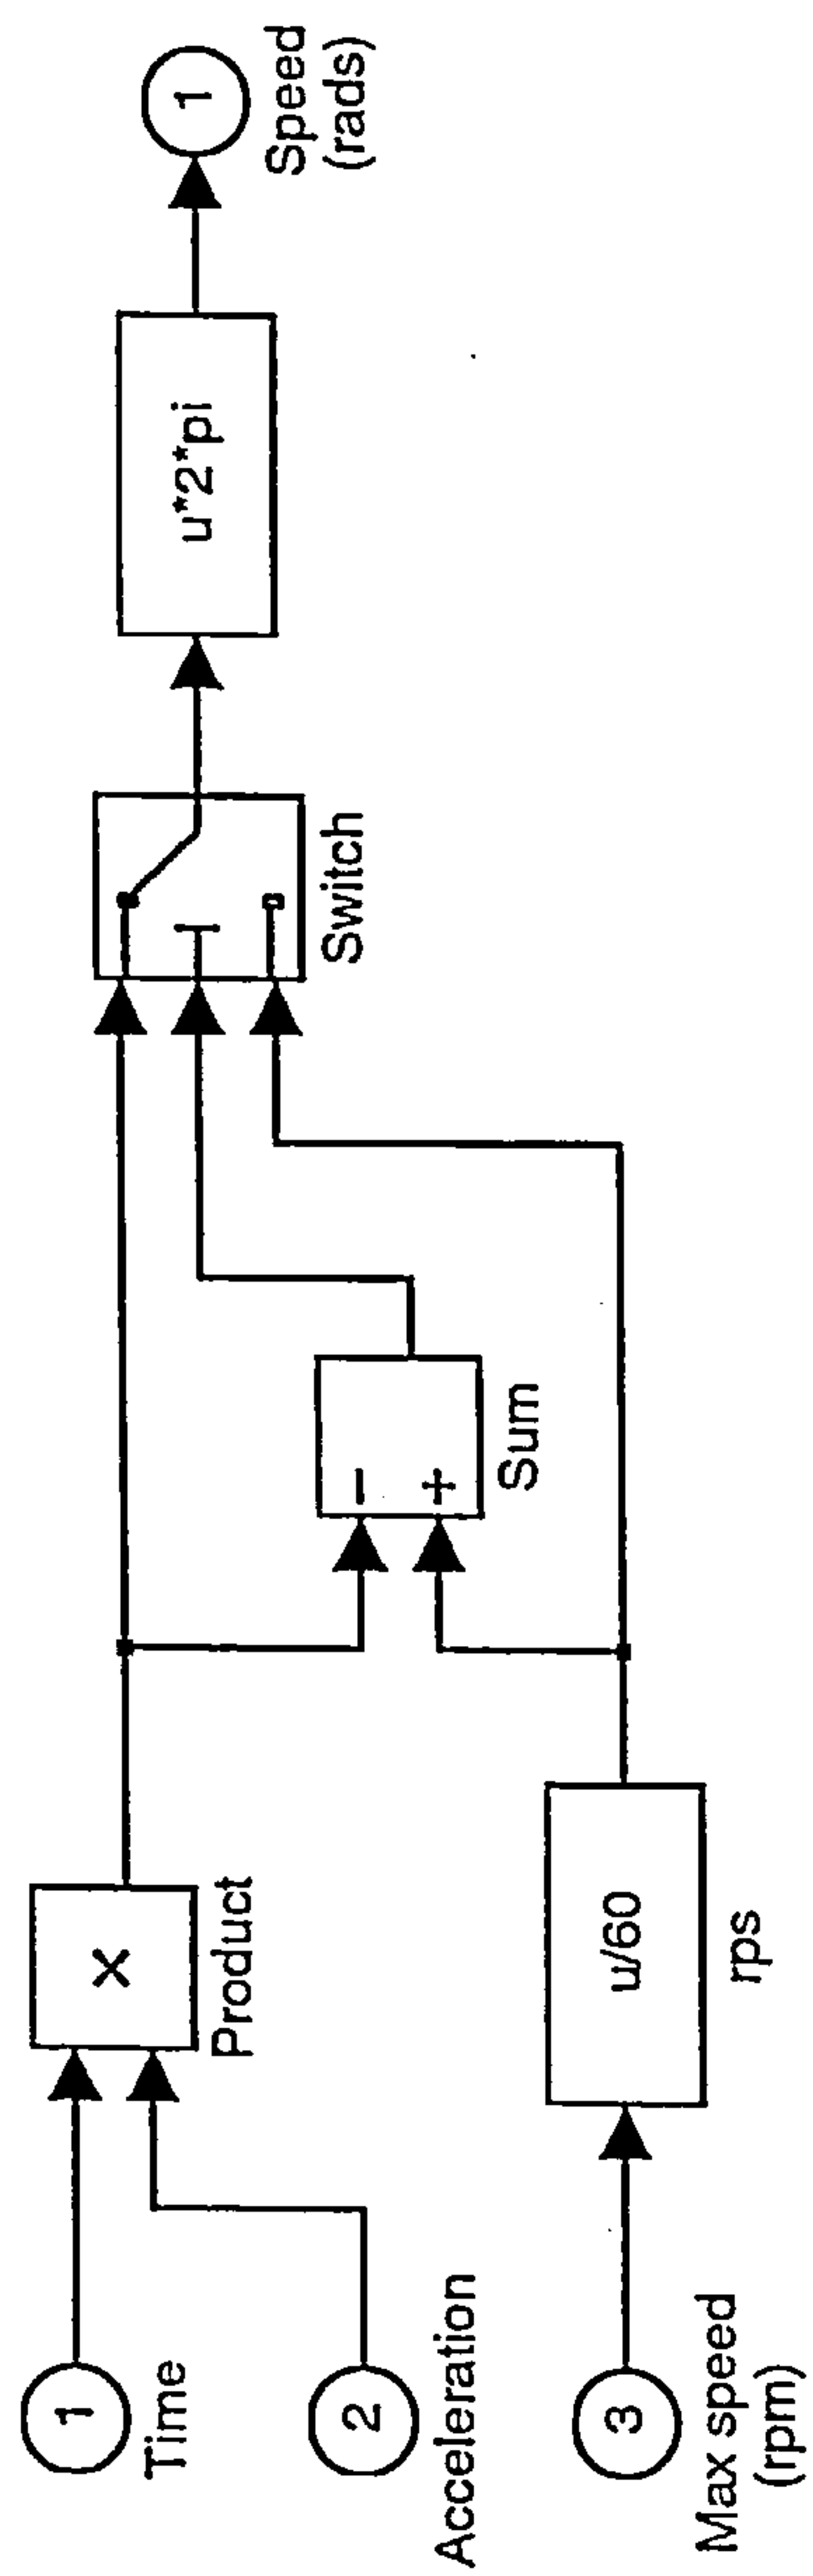 1
Time
2
Acceleration
3
Max speed
(rpm)
X
Product
u/60
rps
−
+
Sum
Switch
u*2*pi
1
Speed
(rads)